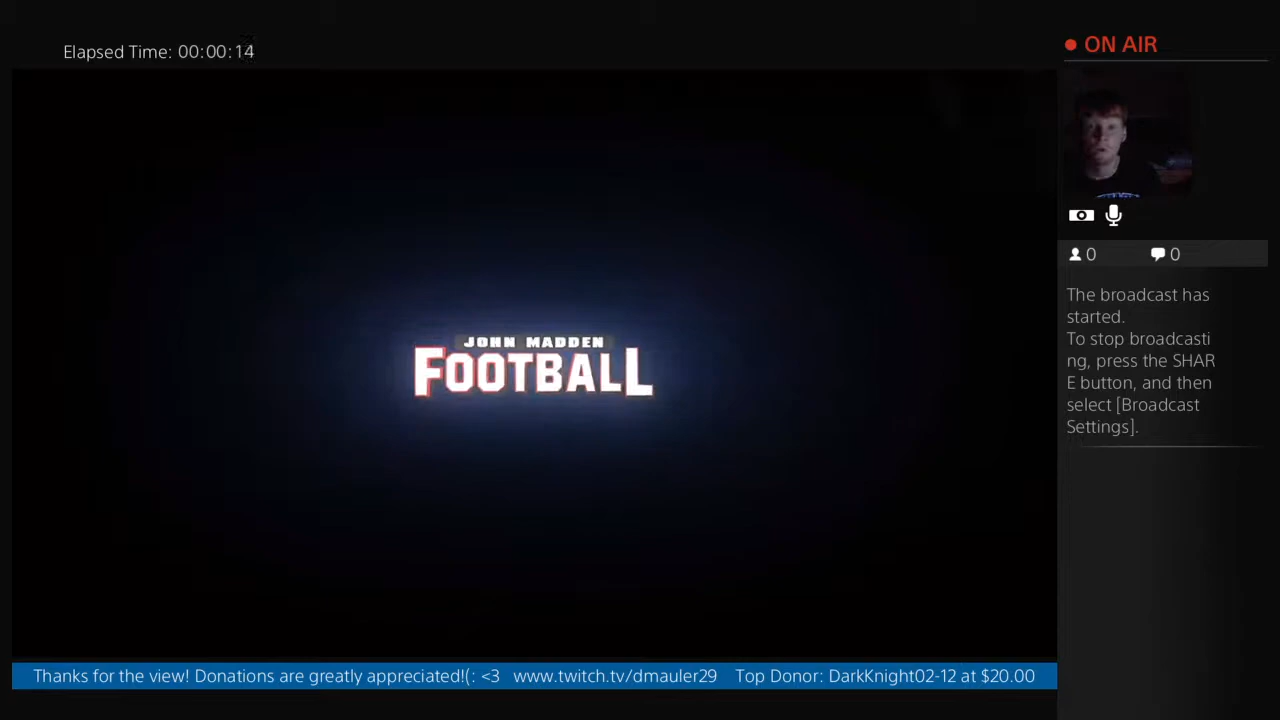 Elapsed Time: 00:00:14
ON AIR
JOHN MADDEN
FOOTBALL
0 0
The broadcast has
started.
To stop broadcasti
ng, press the SHAR
E button, and then
select [Broadcast
Settings].
Thanks for the view! Donations are greatly appreciated!(: <3 www.twitch.tv/dmauler29 Top Donor: DarkKnight02-12 at $20.00